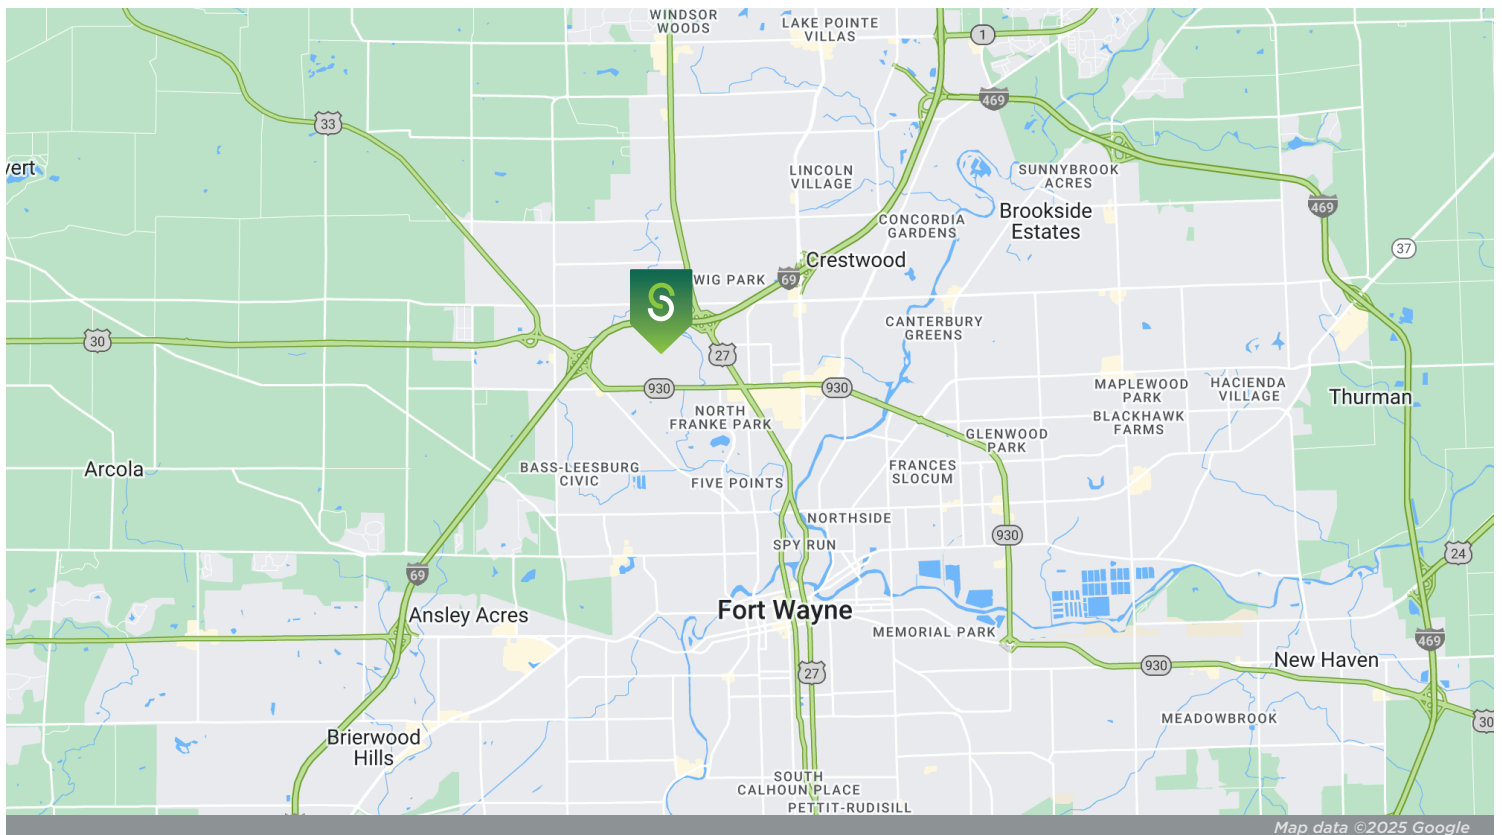 WINDSOR
WOODS
LAKE POINTE
VILLAS
1
469
33
vert
LINCOLN
VILLAGE
SUNNYBROOK
ACRES
469
Brookside
Estates
CONCORDIA
GARDENS
37
Crestwood
WIG PARK
69
S
CANTERBURY
GREENS
30
27
930
930
MAPLEWOOD
PARK
HACIENDA
VILLAGE
Thurman
NORTH
FRANKE PARK
BLACKHAWK
FARMS
GLENWOOD
PARK
Arcola
BASS-LEESBURG
CIVIC
FRANCES
SLOCUM
FIVE POINTS
NORTHSIDE
930
SPY RUN
24
69
Ansley Acres
Fort Wayne
MEMORIAL PARK
469
New Haven
930
27
MEADOWBROOK
30
Brierwood
Hills
SOUTH
CALHOUN PLACE
PETTIT-RUDISILL
Map data ©2025 Google